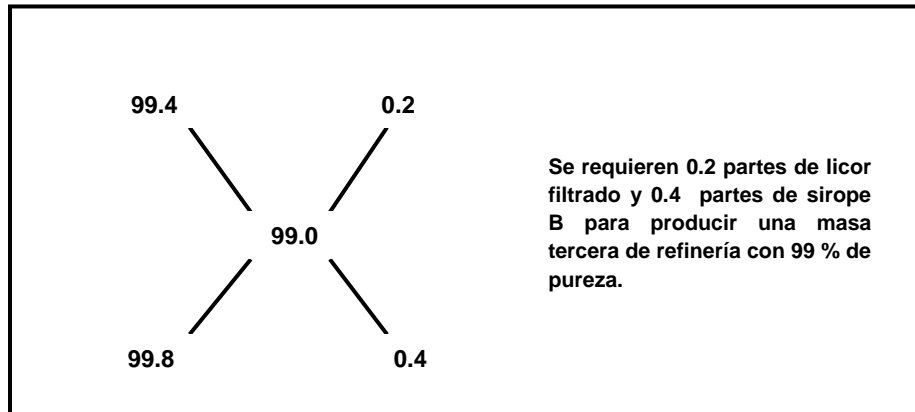 99.4 0.2
Se requieren 0.2 partes de licor
filtrado y 0.4 partes de sirope
B para producir una masa
tercera de refinería con 99 % de
pureza.
99.0
99.8 0.4